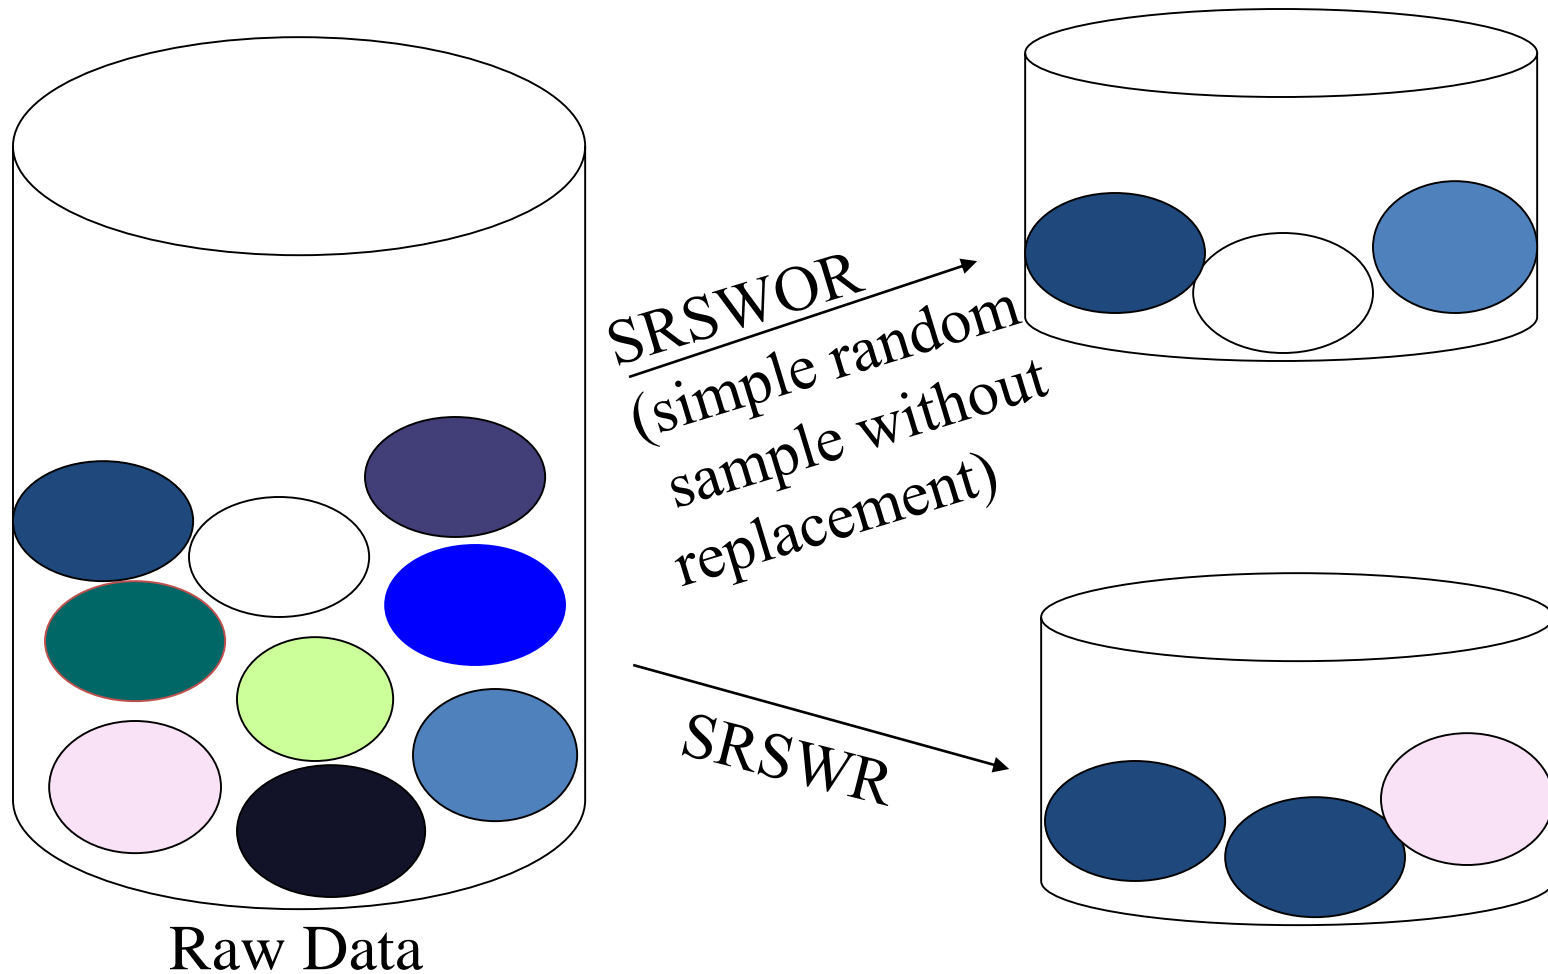 SRSWOR
(simple random
sample without
replacement)
SRSWR
Raw Data